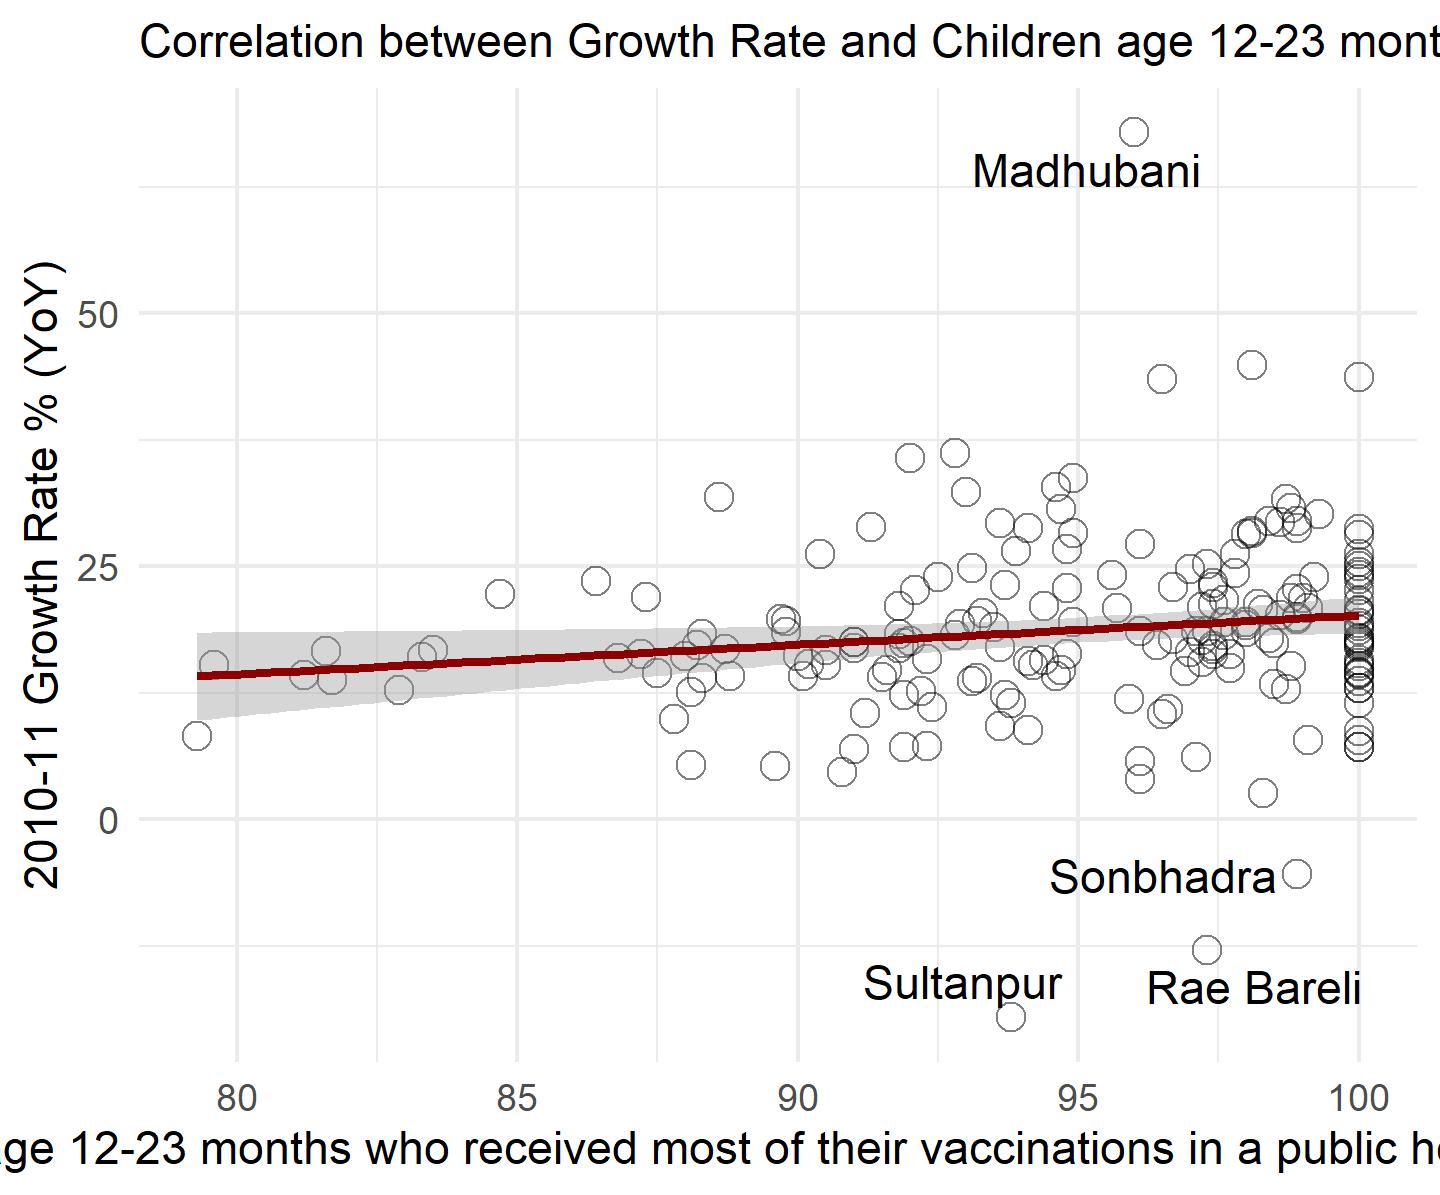 Correlation between Growth Rate and Children age 12-23
Madhubani
2010-11 Growth Rate % (YoY)
50
25
0
Sonbhadra
Sultanpur
Rae Bareli
80
85
90
95
100
12-23 months who received most of their vaccinations in a public